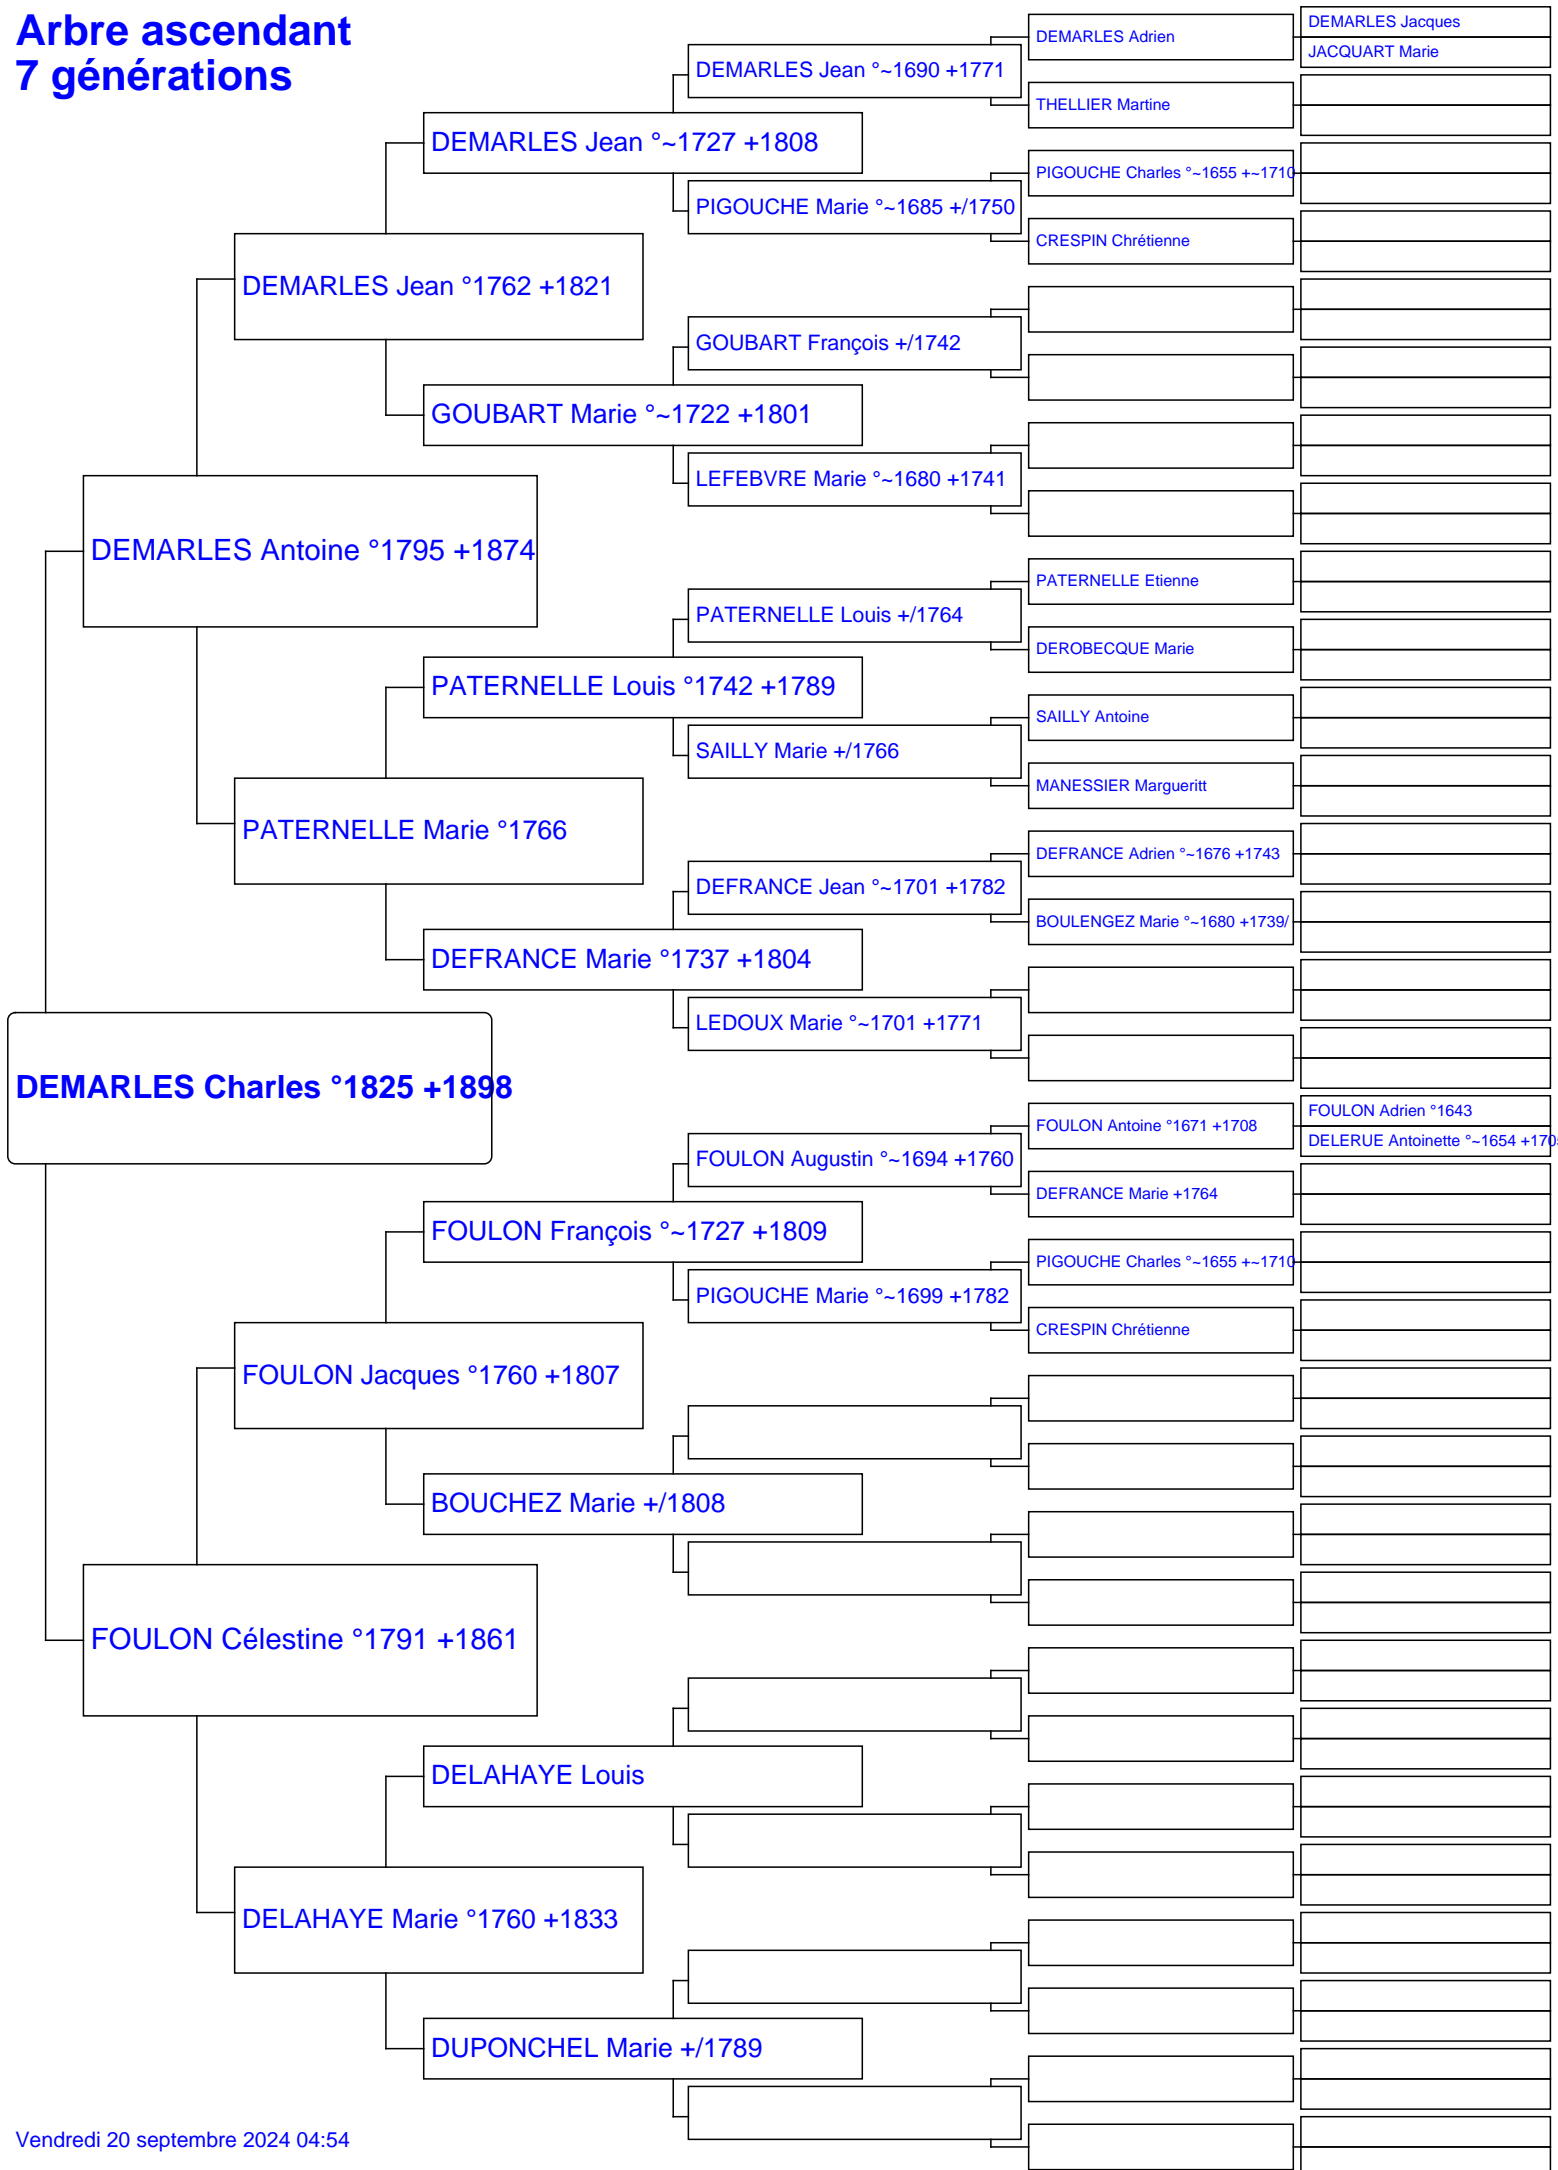 Arbre ascendant
7 générations
DEMARLES Charles °1825 +1898
DEMARLES Antoine °1795 +1874
FOULON Célestine °1791 +1861
DEMARLES Jean °1762 +1821
PATERNELLE Marie °1766
FOULON Jacques °1760 +1807
DELAHAYE Marie °1760 +1833
DEMARLES Jean °~1727 +1808
GOUBART Marie °~1722 +1801
PATERNELLE Louis °1742 +1789
DEFRANCE Marie °1737 +1804
FOULON François °~1727 +1809
BOUCHEZ Marie +/1808
DELAHAYE Louis
DUPONCHEL Marie +/1789
DEMARLES Jean °~1690 +1771
PIGOUCHE Marie °~1685 +/1750
GOUBART François +/1742
LEFEBVRE Marie °~1680 +1741
PATERNELLE Louis +/1764
SAILLY Marie +/1766
DEFRANCE Jean °~1701 +1782
LEDOUX Marie °~1701 +1771
FOULON Augustin °~1694 +1760
PIGOUCHE Marie °~1699 +1782
DEMARLES Adrien
THELLIER Martine
PIGOUCHE Charles °~1655 +~1710
CRESPIN Chrétienne
PATERNELLE Etienne
DEROBECQUE Marie
SAILLY Antoine
MANESSIER Margueritt
DEFRANCE Adrien °~1676 +1743
BOULENGEZ Marie °~1680 +1739/
FOULON Antoine °1671 +1708
DEFRANCE Marie +1764
PIGOUCHE Charles °~1655 +~1710
CRESPIN Chrétienne
DEMARLES Jacques
JACQUART Marie
FOULON Adrien °1643
DELERUE Antoinette °~1654 +1705
Vendredi 20 septembre 2024 04:54